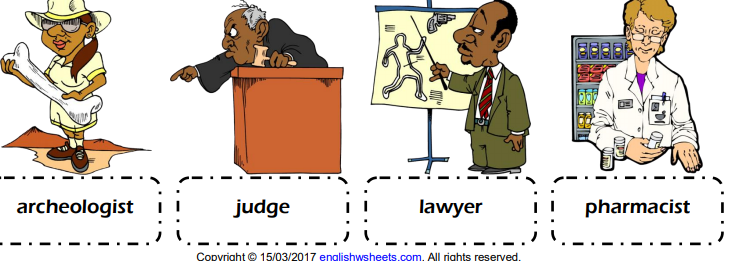 archeologist judge lawyer pharmacist
Copyright © 15/03/2017 englishwsheets.com. All rights reserved.